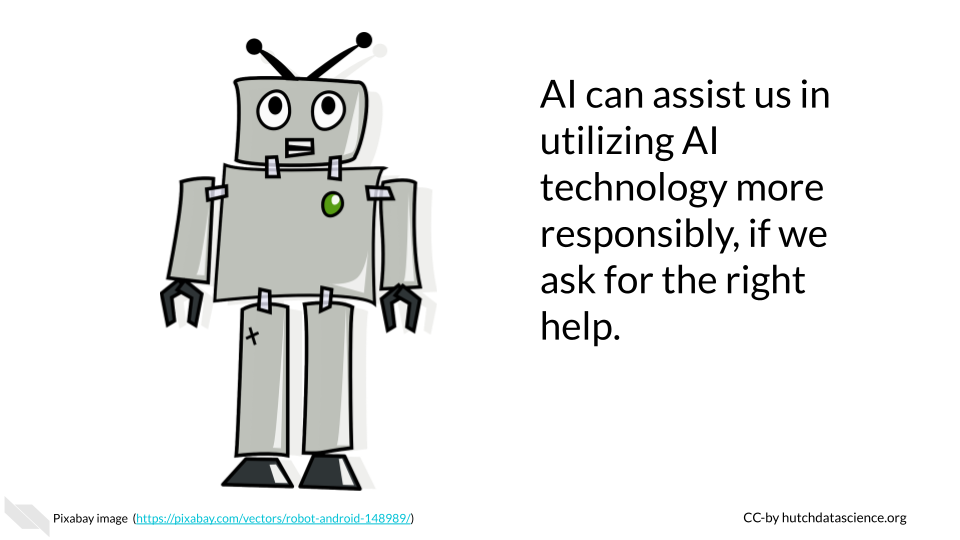 AI can assist us in
utilizing AI
technology more
responsibly, if we
ask for the right
help.
Pixabay image (https://pixabay.com/vectors/robot-android-148989/)
CC-by hutchdatascience.org